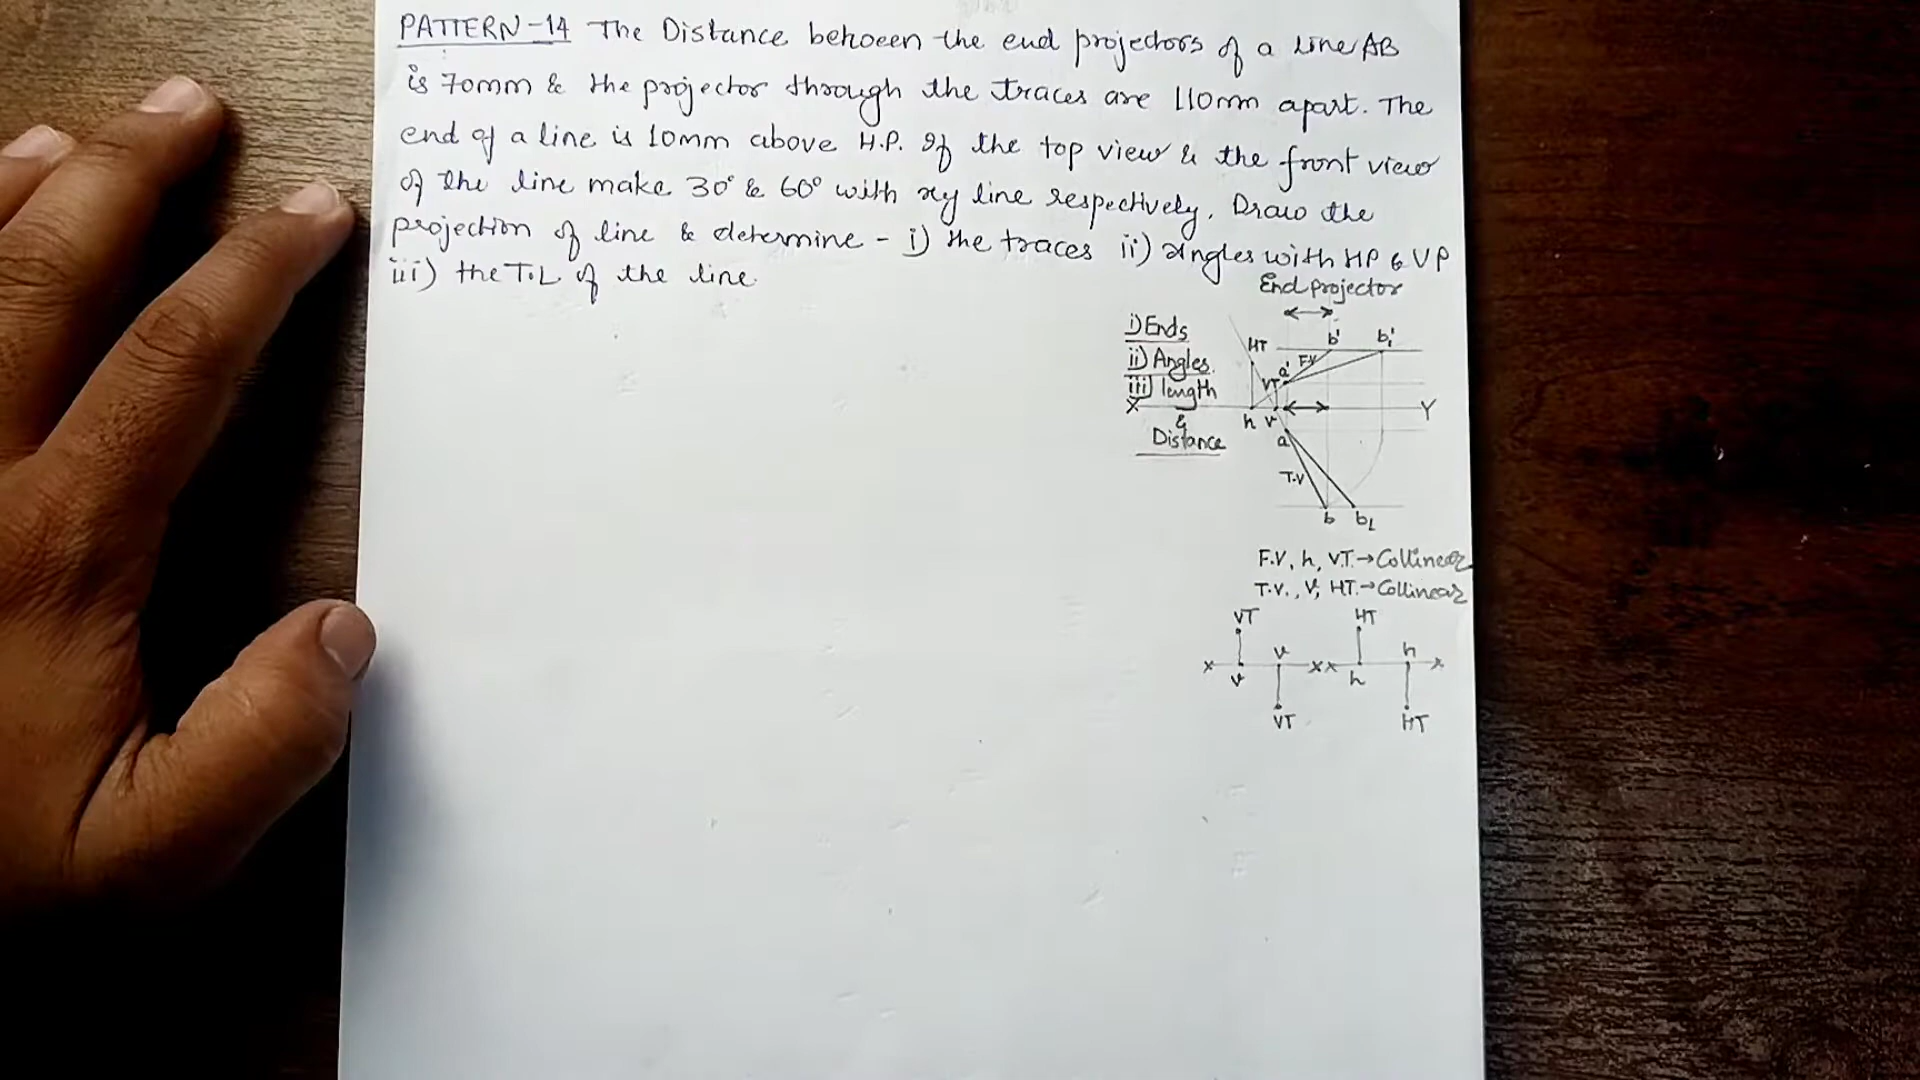 PATTERN-14 The Distance between the end projectors of a line AB
is 70mm & the projector through the traces are 110mm apart. The
end of a line is 10mm above H.P. If the top view & the front view
of the line make 30° & 60° with xy line respectively, Draw the
projection of line & determine - i) the traces ii) angles with HP & VP
iii) the T.L of the line.
End projector
i) Ends
ii) Angles.
iii) length
&
Distance
HT b' b₁'
F.V
VT a'
X Y
h v
a
T.V
b b₁
F.V, h, V.T. → Collinear
T.V., V, HT. → Collinear
VT HT
x v x x h x
v h
VT HT